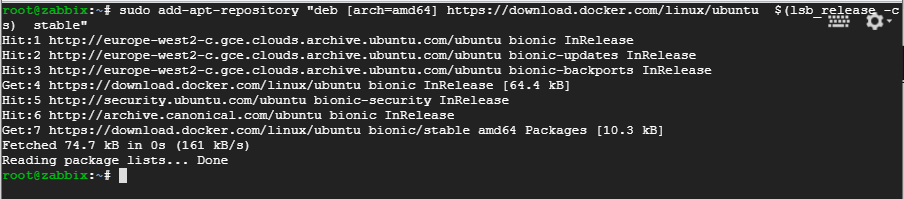 root@zabbix:~# sudo add-apt-repository "deb [arch=amd64] https://download.docker.com/linux/ubuntu  $(lsb_release -c
s)  stable"
Hit:1 http://europe-west2-c.gce.clouds.archive.ubuntu.com/ubuntu bionic InRelease
Hit:2 http://europe-west2-c.gce.clouds.archive.ubuntu.com/ubuntu bionic-updates InRelease
Hit:3 http://europe-west2-c.gce.clouds.archive.ubuntu.com/ubuntu bionic-backports InRelease
Get:4 https://download.docker.com/linux/ubuntu bionic InRelease [64.4 kB]
Hit:5 http://security.ubuntu.com/ubuntu bionic-security InRelease
Hit:6 http://archive.canonical.com/ubuntu bionic InRelease
Get:7 https://download.docker.com/linux/ubuntu bionic/stable amd64 Packages [10.3 kB]
Fetched 74.7 kB in 0s (161 kB/s)
Reading package lists... Done
root@zabbix:~#